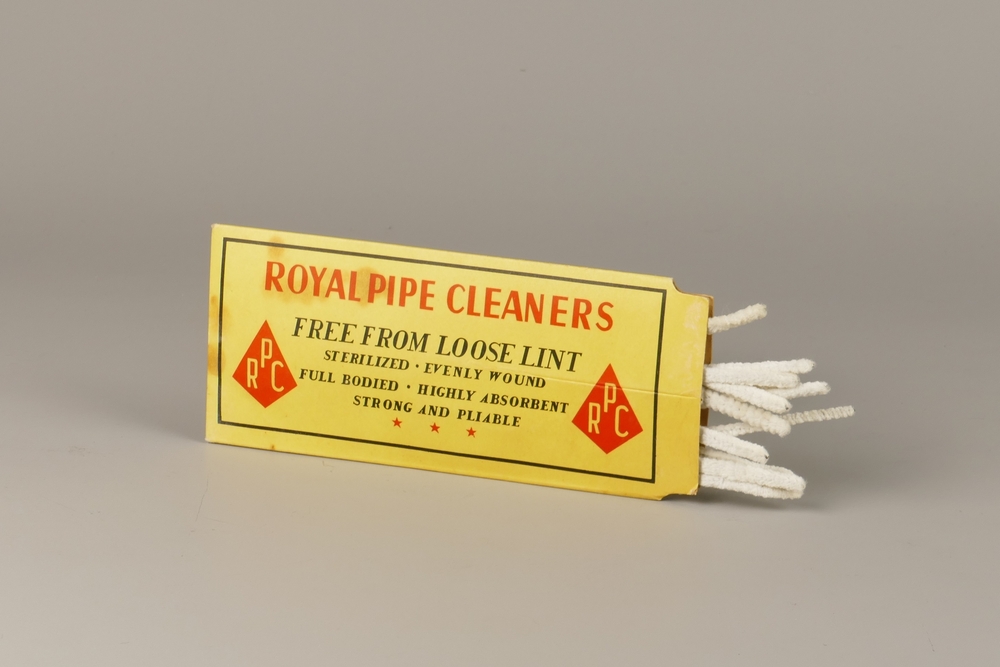 ROYAL PIPE CLEANERS
FREE FROM LOOSE LINT
STERILIZED · EVENLY WOUND
FULL BODIED · HIGHLY ABSORBENT
STRONG AND PLIABLE
RPC
RPC